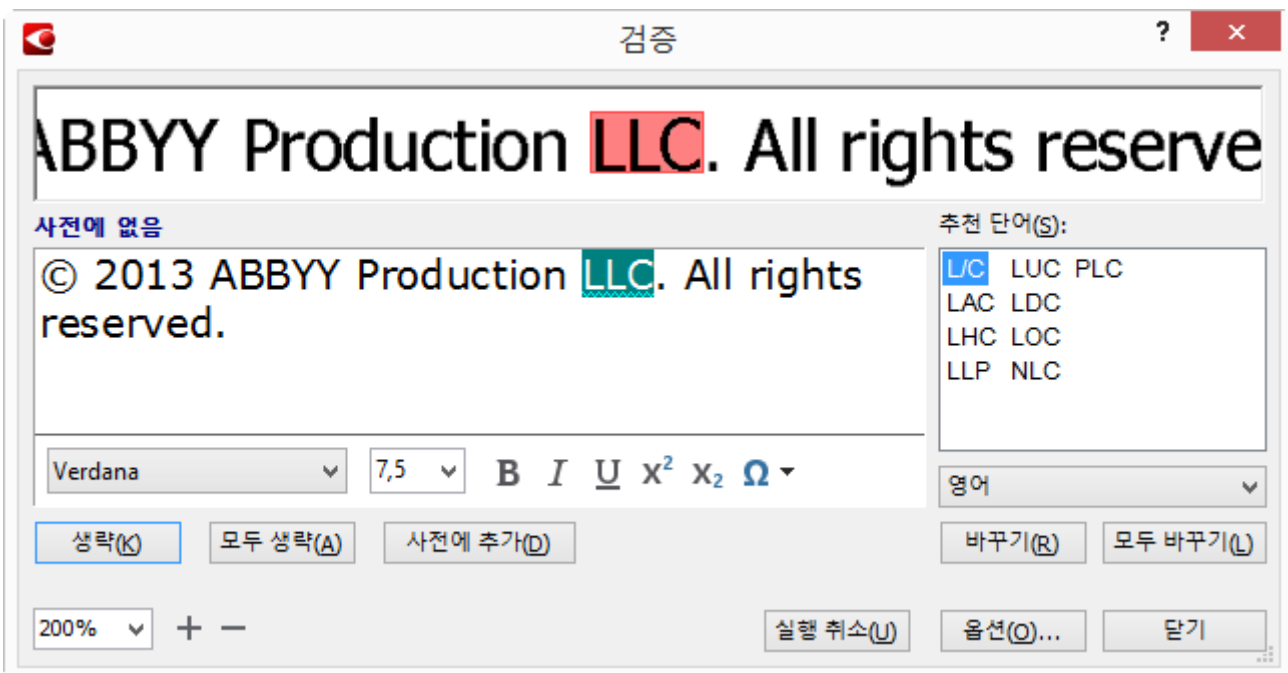 검증
?
×
ABBYY Production LLC. All rights reserve
사전에 없음
추천 단어(S):
© 2013 ABBYY Production LLC. All rights
reserved.
L/C LUC PLC
LAC LDC
LHC LOC
LLP NLC
Verdana 7,5 B I U X² X₂ Ω
영어
생략(K) 모두 생략(A) 사전에 추가(D) 바꾸기(R) 모두 바꾸기(L)
200% + − 실행 취소(U) 옵션(O)... 닫기